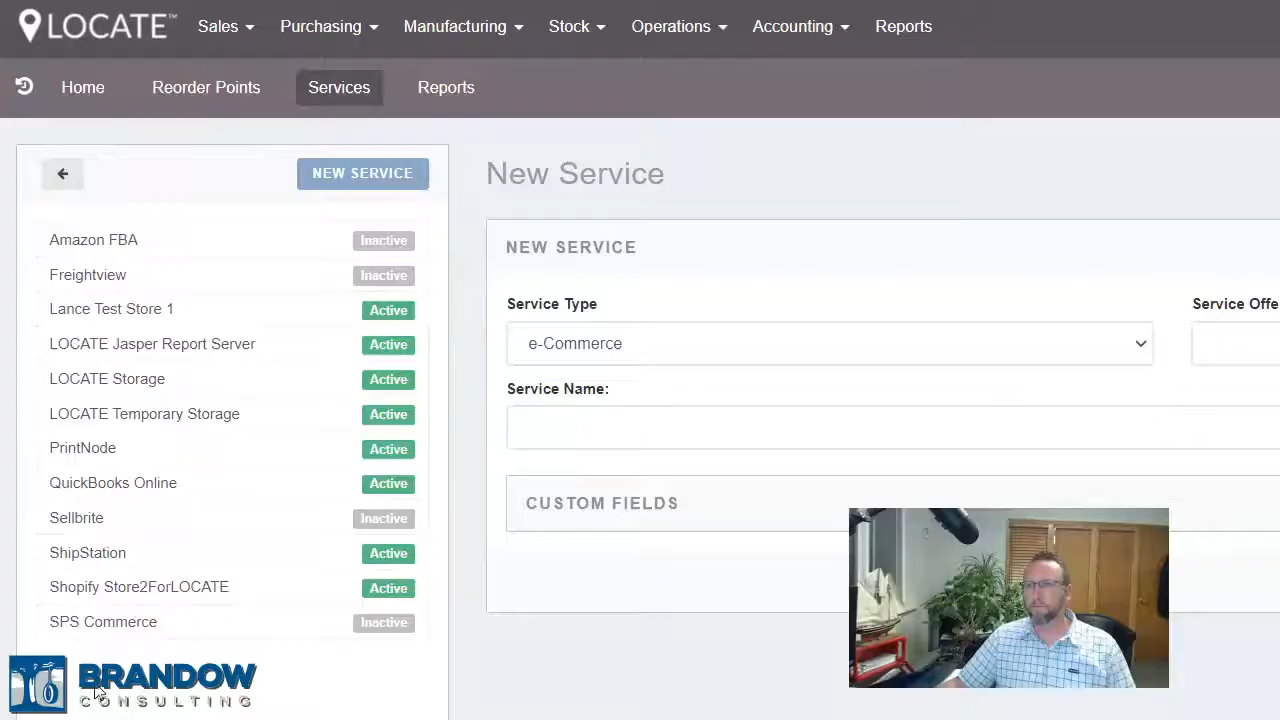 LOCATE™ Sales Purchasing Manufacturing Stock Operations Accounting Reports
Home Reorder Points Services Reports
NEW SERVICE
Amazon FBA Inactive
Freightview Inactive
Lance Test Store 1 Active
LOCATE Jasper Report Server Active
LOCATE Storage Active
LOCATE Temporary Storage Active
PrintNode Active
QuickBooks Online Active
Sellbrite Inactive
ShipStation Active
Shopify Store2ForLOCATE Active
SPS Commerce Inactive
New Service
NEW SERVICE
Service Type Service Offe
e-Commerce
Service Name:
CUSTOM FIELDS
BRANDOW
CONSULTING